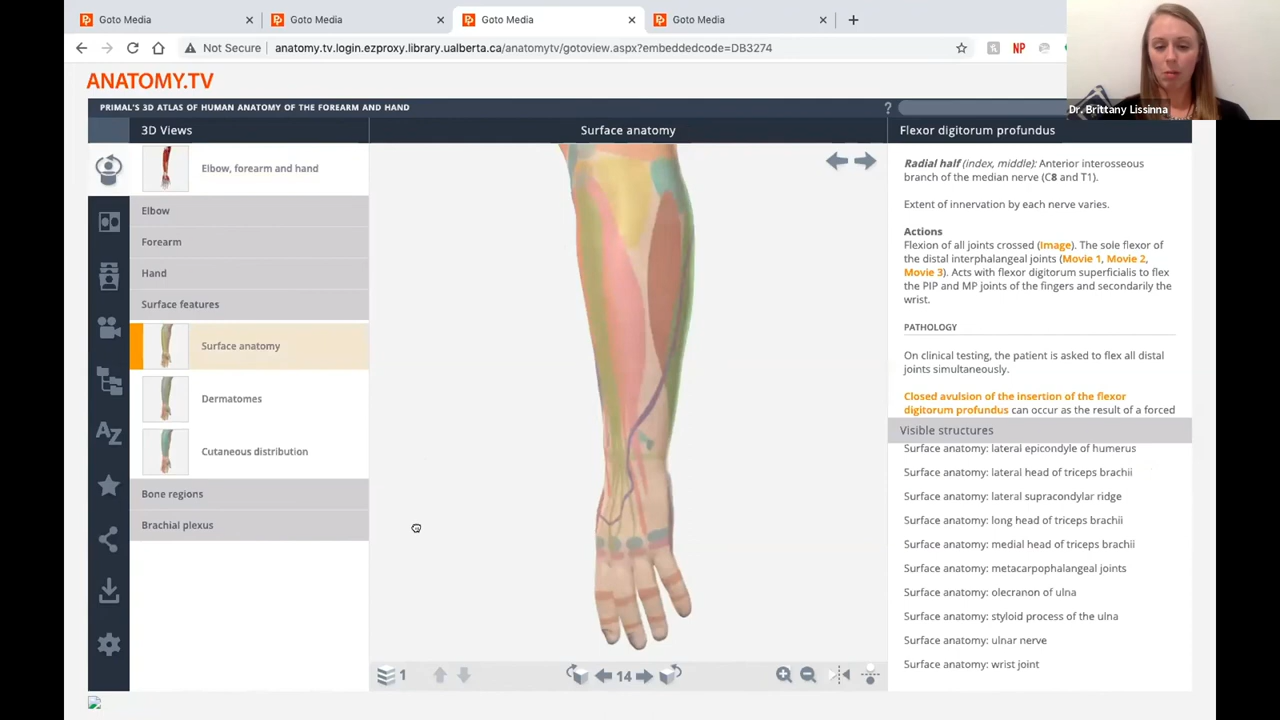 Goto Media
Goto Media
Goto Media
Goto Media
Not Secure
anatomy.tv.login.ezproxy.library.ualberta.ca/anatomytv/gotoview.aspx?embeddedcode=DB3274
NP
Dr. Brittany Lissinna
ANATOMY.TV
PRIMAL'S 3D ATLAS OF HUMAN ANATOMY OF THE FOREARM AND HAND
?
3D Views
Elbow, forearm and hand
Elbow
Forearm
Hand
Surface features
Surface anatomy
Dermatomes
Cutaneous distribution
Bone regions
Brachial plexus
AZ
Surface anatomy
1
14
Flexor digitorum profundus
Radial half (index, middle): Anterior interosseous
branch of the median nerve (C8 and T1).
Extent of innervation by each nerve varies.
Actions
Flexion of all joints crossed (Image). The sole flexor of
the distal interphalangeal joints (Movie 1, Movie 2,
Movie 3). Acts with flexor digitorum superficialis to flex
the PIP and MP joints of the fingers and secondarily the
wrist.
PATHOLOGY
On clinical testing, the patient is asked to flex all distal
joints simultaneously.
Closed avulsion of the insertion of the flexor
digitorum profundus can occur as the result of a forced
Visible structures
Surface anatomy: lateral epicondyle of humerus
Surface anatomy: lateral head of triceps brachii
Surface anatomy: lateral supracondylar ridge
Surface anatomy: long head of triceps brachii
Surface anatomy: medial head of triceps brachii
Surface anatomy: metacarpophalangeal joints
Surface anatomy: olecranon of ulna
Surface anatomy: styloid process of the ulna
Surface anatomy: ulnar nerve
Surface anatomy: wrist joint